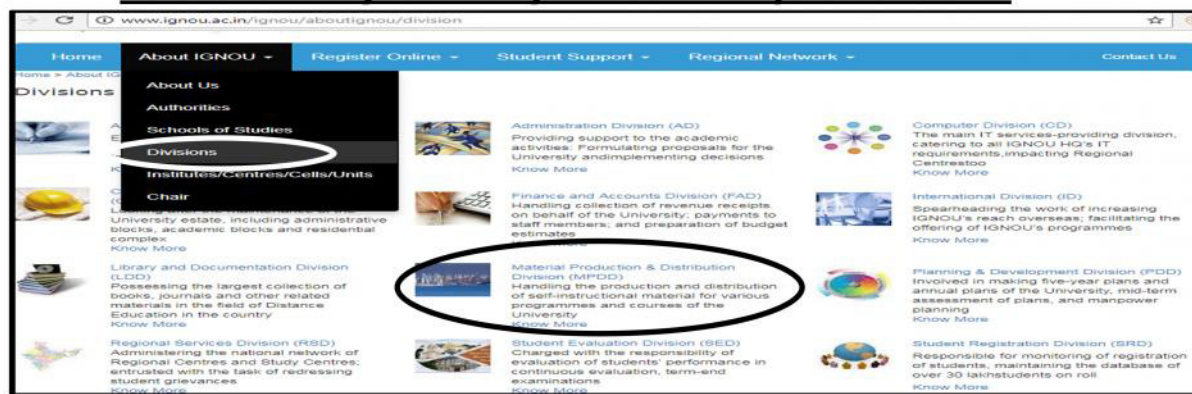 www.ignou.ac.in/ignou/aboutignou/division
Home
About IGNOU
Register Online
Student Support
Regional Network
Contact Us
Home > About IG
Divisions
About Us
Authorities
Schools of Studies
Divisions
Institutes/Centres/Cells/Units
Chair
University estate, including administrative
blocks, academic blocks and residential
complex
Know More
Library and Documentation Division
(LDD)
Possessing the largest collection of
books, journals and other related
materials in the field of Distance
Education in the country
Know More
Regional Services Division (RSD)
Administering the national network of
Regional Centres and Study Centres;
entrusted with the task of redressing
student grievances
Know More
Administration Division (AD)
Providing support to the academic
activities: Formulating proposals for the
University andimplementing decisions
Know More
Finance and Accounts Division (FAD)
Handling collection of revenue receipts
on behalf of the University; payments to
staff members; and preparation of budget
estimates
Material Production & Distribution
Division (MPDD)
Handling the production and distribution
of self-instructional material for various
programmes and courses of the
University
Know More
Student Evaluation Division (SED)
Charged with the responsibility of
evaluation of students' performance in
continuous evaluation, term-end
examinations
Know More
Computer Division (CD)
The main IT services-providing division,
catering to all IGNOU HQ's IT
requirements,impacting Regional
Centrestoo
Know More
International Division (ID)
Spearheading the work of increasing
IGNOU's reach overseas; facilitating the
offering of IGNOU's programmes
Know More
Planning & Development Division (PDD)
Involved in making five-year plans and
annual plans of the University, mid-term
assessment of plans, and manpower
planning
Know More
Student Registration Division (SRD)
Responsible for monitoring of registration
of students, maintaining the database of
over 30 lakhstudents on roll
Know More